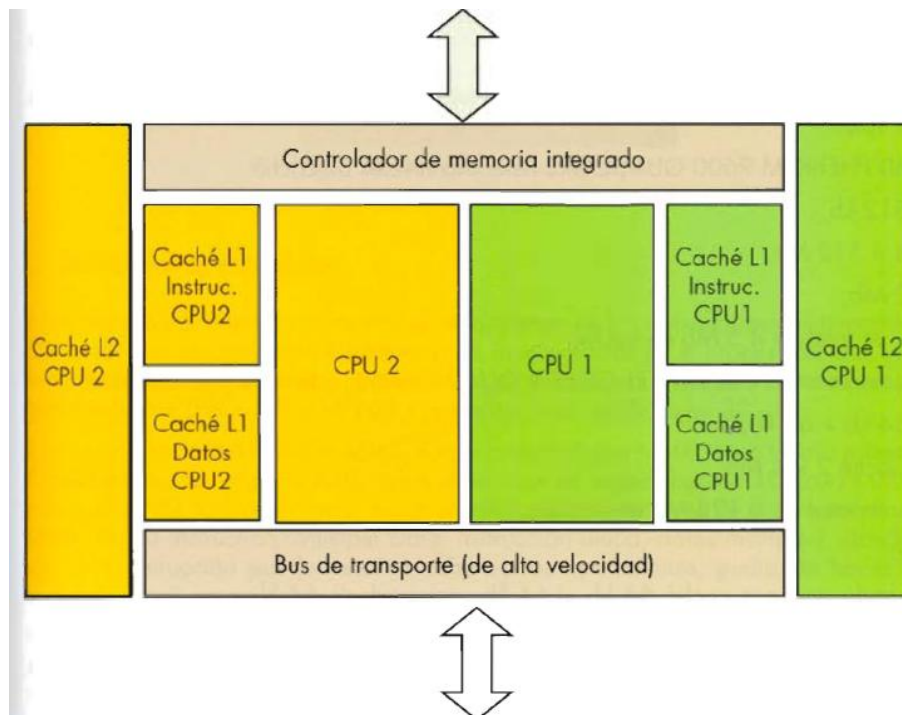 Controlador de memoria integrado
Caché L2
CPU 2
Caché L1
Instruc.
CPU2
Caché L1
Datos
CPU2
CPU 2
CPU 1
Caché L1
Instruc.
CPU1
Caché L1
Datos
CPU1
Caché L2
CPU 1
Bus de transporte (de alta velocidad)